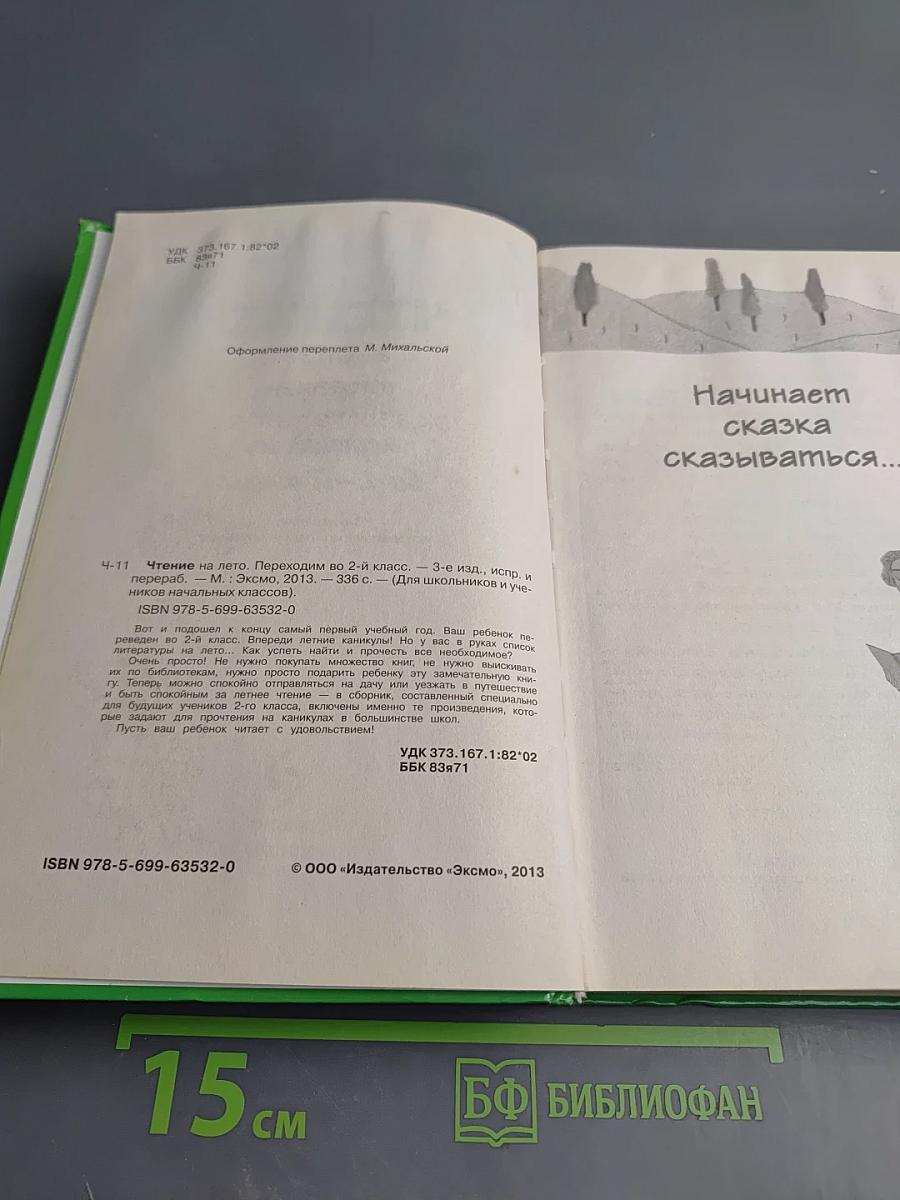 УДК 373.167.1:82*02
ББК 83я71
Ч-11
Оформление переплета М. Михальской
Ч-11 Чтение на лето. Переходим во 2-й класс. — 3-е изд., испр. и
перераб. — М. : Эксмо, 2013. — 336 с. — (Для школьников и уче-
ников начальных классов).
ISBN 978-5-699-63532-0
Вот и подошел к концу самый первый учебный год. Ваш ребенок пе-
реведен во 2-й класс. Впереди летние каникулы! Но у вас в руках список
литературы на лето... Как успеть найти и прочесть все необходимое?
Очень просто! Не нужно покупать множество книг, не нужно выискивать
их по библиотекам, нужно просто подарить ребенку эту замечательную кни-
гу. Теперь можно спокойно отправляться на дачу или уезжать в путешествие
и быть спокойным за летнее чтение — в сборник, составленный специально
для будущих учеников 2-го класса, включены именно те произведения, кото-
рые задают для прочтения на каникулах в большинстве школ.
Пусть ваш ребенок читает с удовольствием!
УДК 373.167.1:82*02
ББК 83я71
ISBN 978-5-699-63532-0
© ООО «Издательство «Эксмо», 2013
Начинает
сказка
сказываться...
15 см
БФ БИБЛИОФАН